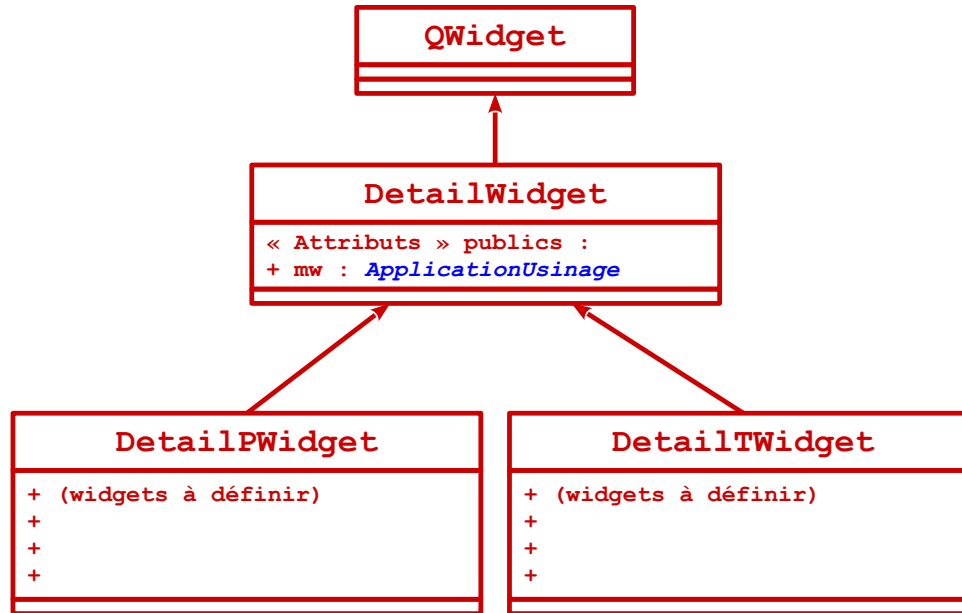 QWidget
DetailWidget
« Attributs » publics :
+ mw : ApplicationUsinage
DetailPWidget
+ (widgets à définir)
+
+
+
DetailTWidget
+ (widgets à définir)
+
+
+